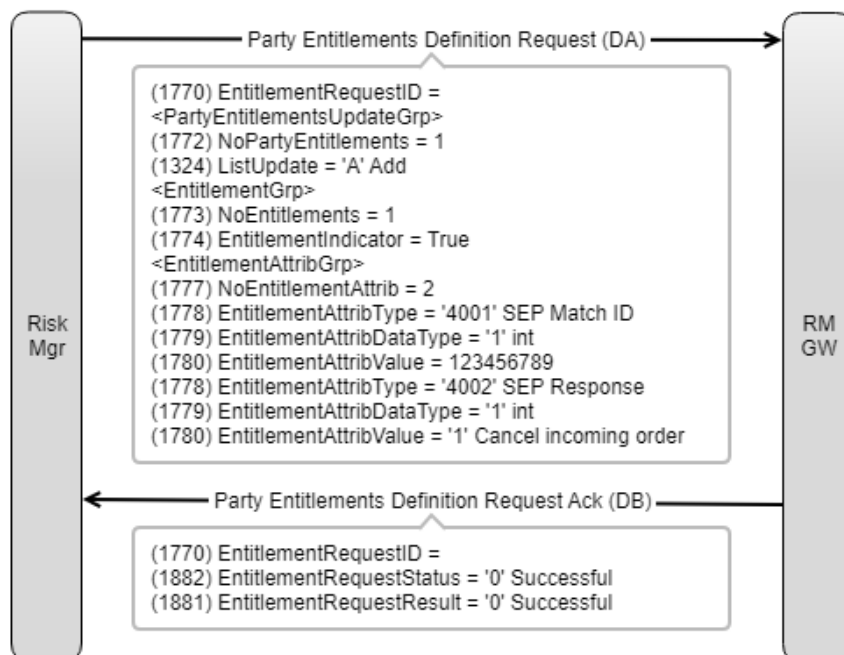 Party Entitlements Definition Request (DA)
(1770) EntitlementRequestID =
<PartyEntitlementsUpdateGrp>
(1772) NoPartyEntitlements = 1
(1324) ListUpdate = 'A' Add
<EntitlementGrp>
(1773) NoEntitlements = 1
(1774) EntitlementIndicator = True
<EntitlementAttribGrp>
(1777) NoEntitlementAttrib = 2
(1778) EntitlementAttribType = '4001' SEP Match ID
(1779) EntitlementAttribDataType = '1' int
(1780) EntitlementAttribValue = 123456789
(1778) EntitlementAttribType = '4002' SEP Response
(1779) EntitlementAttribDataType = '1' int
(1780) EntitlementAttribValue = '1' Cancel incoming order
Risk
Mgr
RM
GW
Party Entitlements Definition Request Ack (DB)
(1770) EntitlementRequestID =
(1882) EntitlementRequestStatus = '0' Successful
(1881) EntitlementRequestResult = '0' Successful